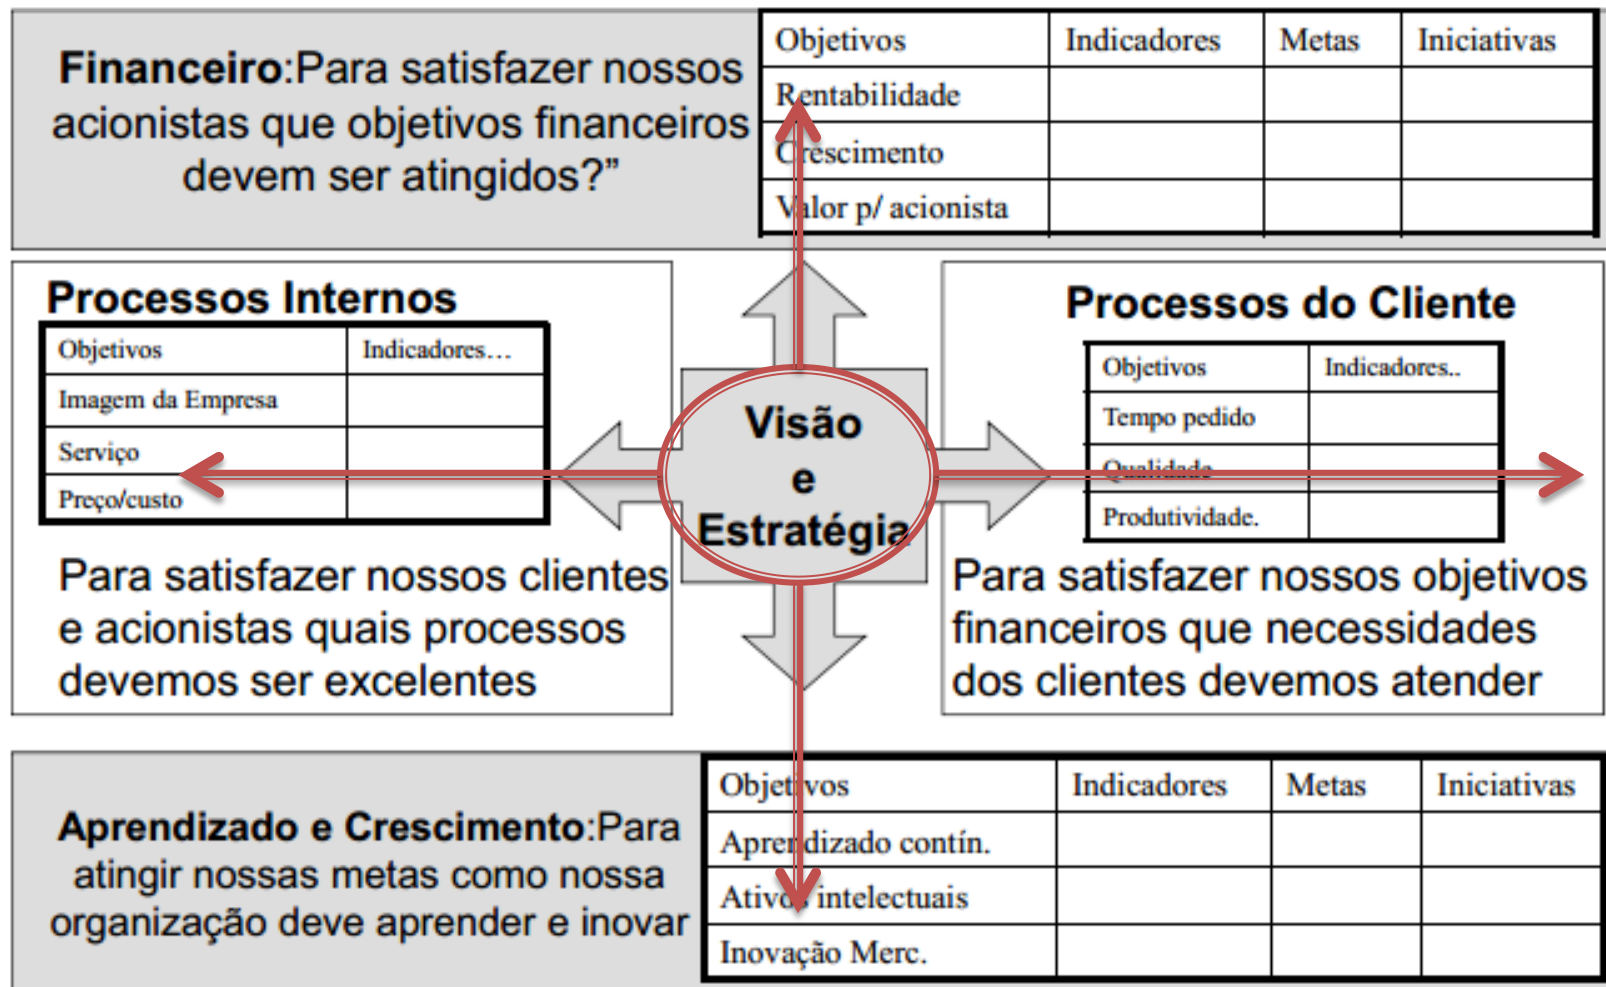 Financeiro:Para satisfazer nossos
acionistas que objetivos financeiros
devem ser atingidos?”
Objetivos Indicadores Metas Iniciativas
Rentabilidade
Crescimento
Valor p/ acionista
Processos Internos
Objetivos Indicadores…
Imagem da Empresa
Serviço
Preço/custo
Para satisfazer nossos clientes
e acionistas quais processos
devemos ser excelentes
Visão
e
Estratégia
Processos do Cliente
Objetivos Indicadores..
Tempo pedido
Qualidade
Produtividade.
Para satisfazer nossos objetivos
financeiros que necessidades
dos clientes devemos atender
Aprendizado e Crescimento:Para
atingir nossas metas como nossa
organização deve aprender e inovar
Objetivos Indicadores Metas Iniciativas
Aprendizado contín.
Ativos intelectuais
Inovação Merc.